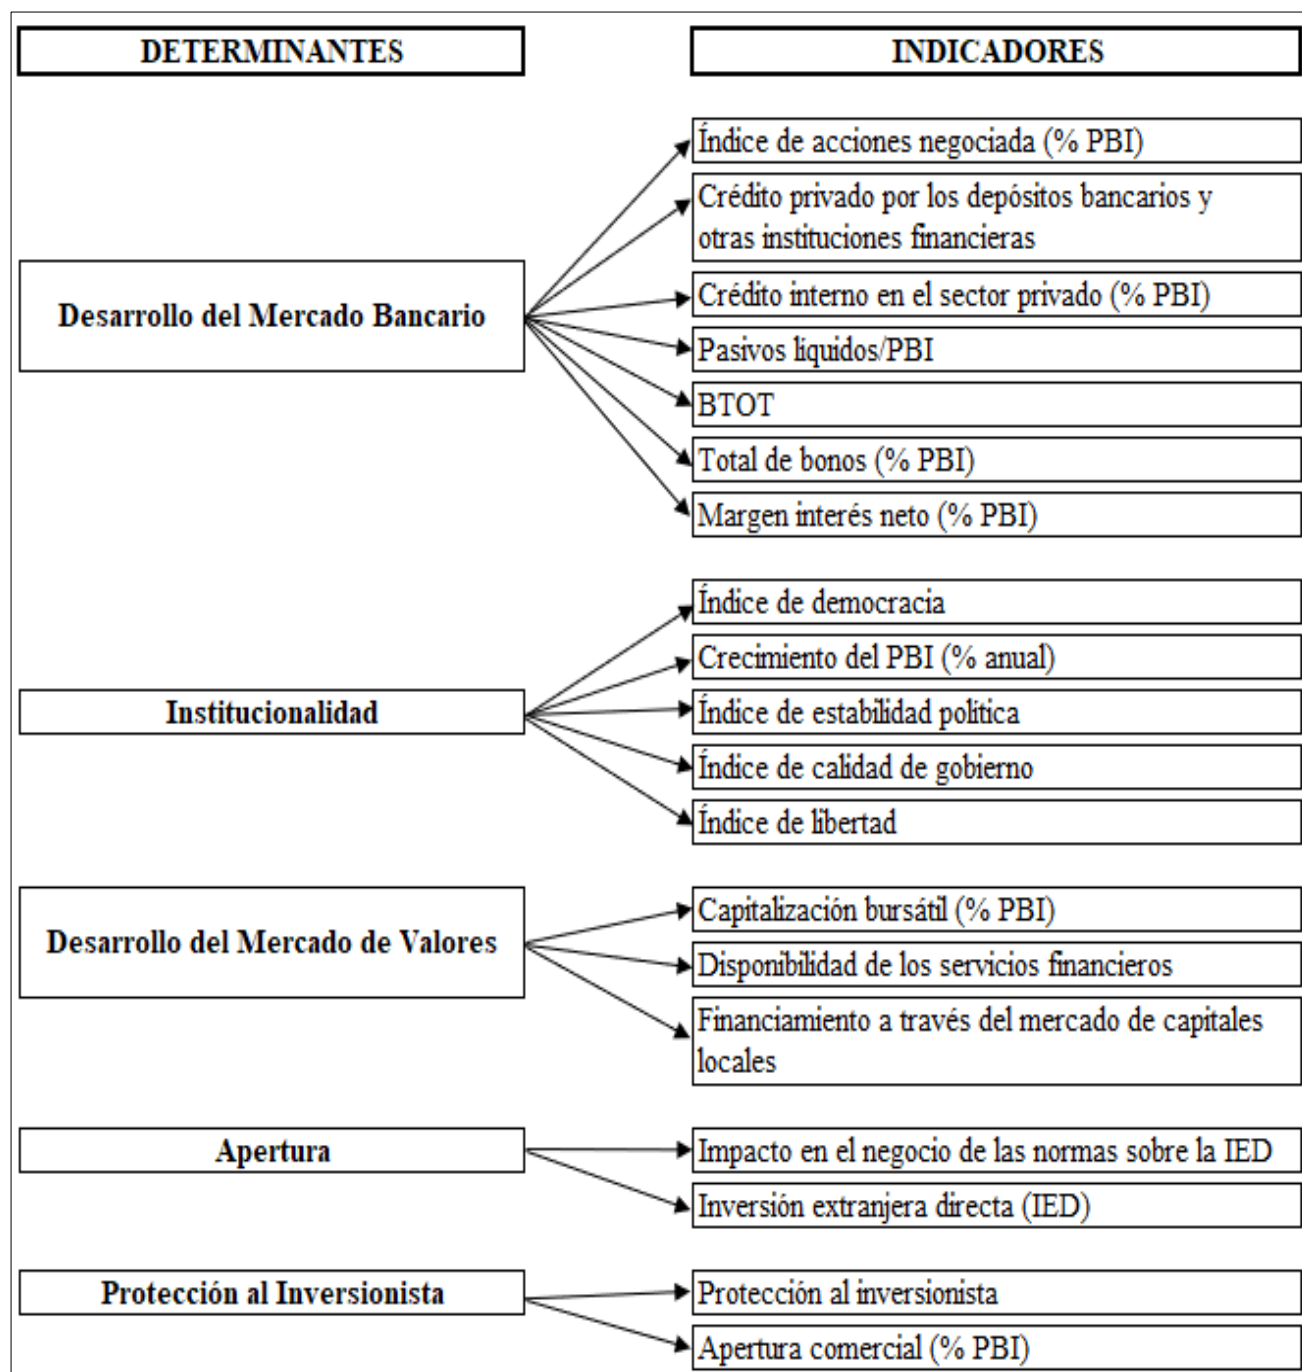 DETERMINANTES
INDICADORES
Desarrollo del Mercado Bancario
Índice de acciones negociada (% PBI)
Crédito privado por los depósitos bancarios y
otras instituciones financieras
Crédito interno en el sector privado (% PBI)
Pasivos líquidos/PBI
BTOT
Total de bonos (% PBI)
Margen interés neto (% PBI)
Institucionalidad
Índice de democracia
Crecimiento del PBI (% anual)
Índice de estabilidad política
Índice de calidad de gobierno
Índice de libertad
Desarrollo del Mercado de Valores
Capitalización bursátil (% PBI)
Disponibilidad de los servicios financieros
Financiamiento a través del mercado de capitales
locales
Apertura
Impacto en el negocio de las normas sobre la IED
Inversión extranjera directa (IED)
Protección al Inversionista
Protección al inversionista
Apertura comercial (% PBI)